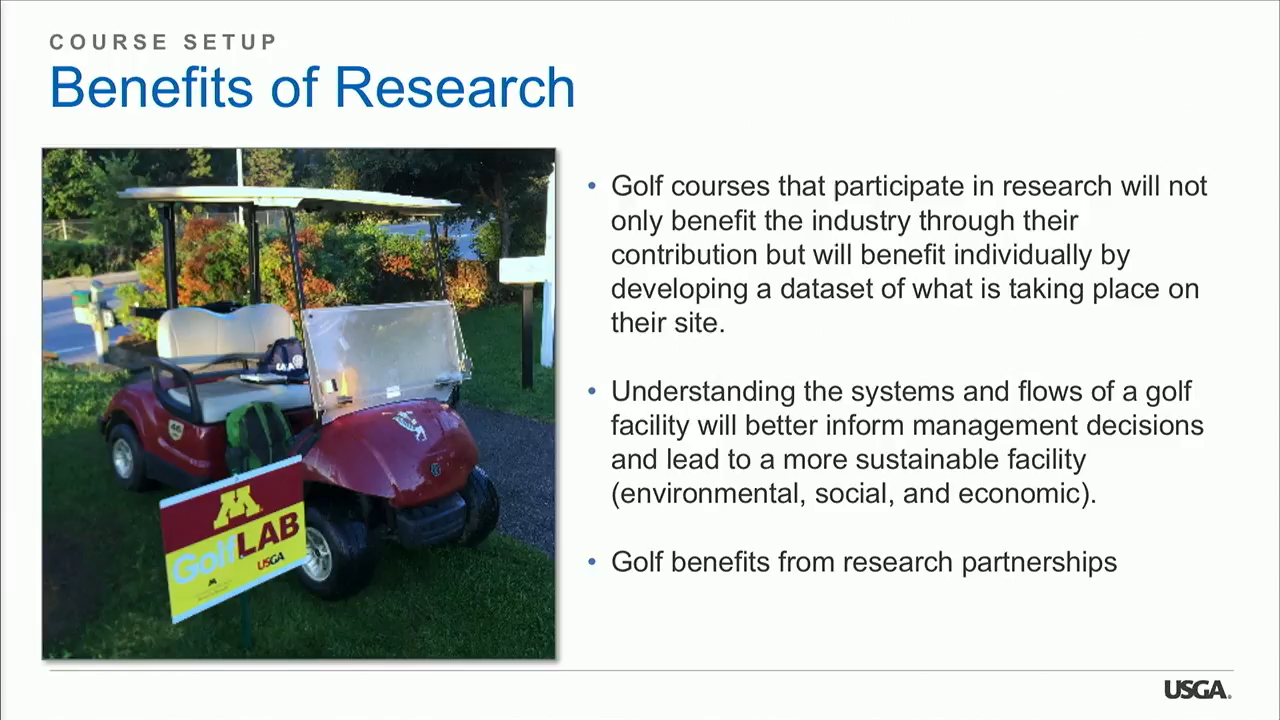 COURSE SETUP
Benefits of Research
• Golf courses that participate in research will not
only benefit the industry through their
contribution but will benefit individually by
developing a dataset of what is taking place on
their site.
• Understanding the systems and flows of a golf
facility will better inform management decisions
and lead to a more sustainable facility
(environmental, social, and economic).
• Golf benefits from research partnerships
46
M
GolfLAB
USGA
M
USGA